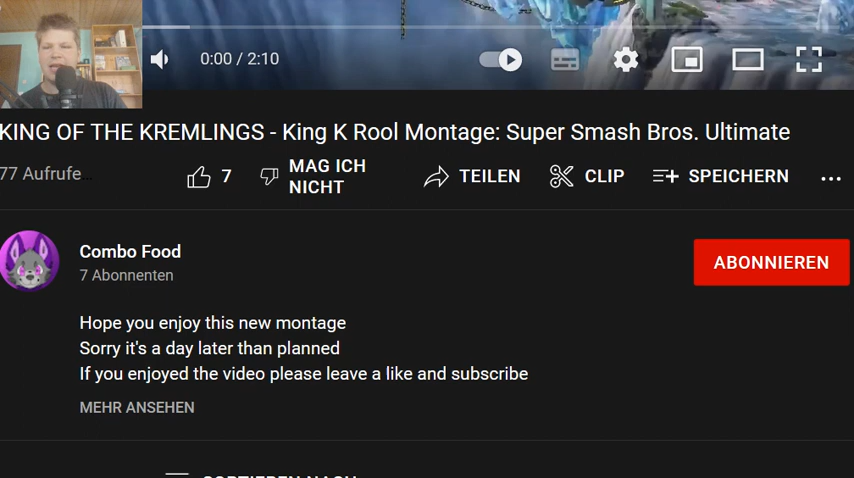 0:00 / 2:10
KING OF THE KREMLINGS - King K Rool Montage: Super Smash Bros. Ultimate
77 Aufrufe...
7
MAG ICH
NICHT
TEILEN
CLIP
SPEICHERN
...
Combo Food
7 Abonnenten
ABONNIEREN
Hope you enjoy this new montage
Sorry it's a day later than planned
If you enjoyed the video please leave a like and subscribe
MEHR ANSEHEN
SORTIEREN NACH